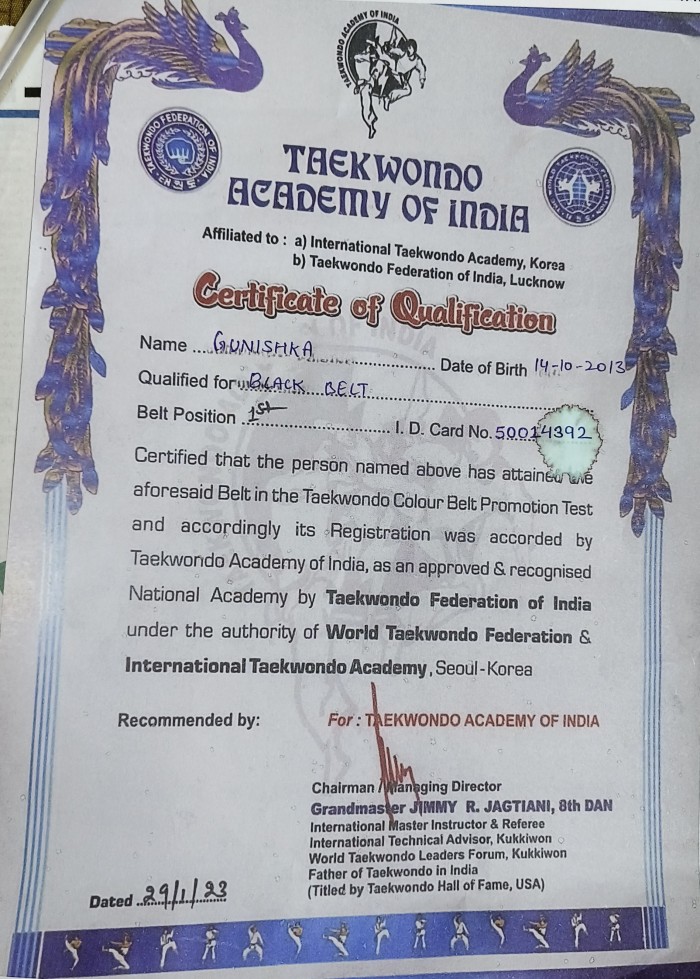 TAEKWONDO ACADEMY OF INDIA
TAEKWONDO FEDERATION OF INDIA
TAEKWONDO
ACADEMY OF INDIA
Affiliated to : a) International Taekwondo Academy, Korea
b) Taekwondo Federation of India, Lucknow
Certificate of Qualification
Name ... GUNISHKA ... Date of Birth 14-10-2013
Qualified for BLACK BELT
Belt Position 1st ... I. D. Card No. 50014392
Certified that the person named above has attained the
aforesaid Belt in the Taekwondo Colour Belt Promotion Test
and accordingly its Registration was accorded by
Taekwondo Academy of India, as an approved & recognised
National Academy by Taekwondo Federation of India
under the authority of World Taekwondo Federation &
International Taekwondo Academy, Seoul-Korea
Recommended by: For : TAEKWONDO ACADEMY OF INDIA
Chairman / Managing Director
Grandmaster JIMMY R. JAGTIANI, 8th DAN
International Master Instructor & Referee
International Technical Advisor, Kukkiwon
World Taekwondo Leaders Forum, Kukkiwon
Father of Taekwondo in India
(Titled by Taekwondo Hall of Fame, USA)
Dated ..29/1/23